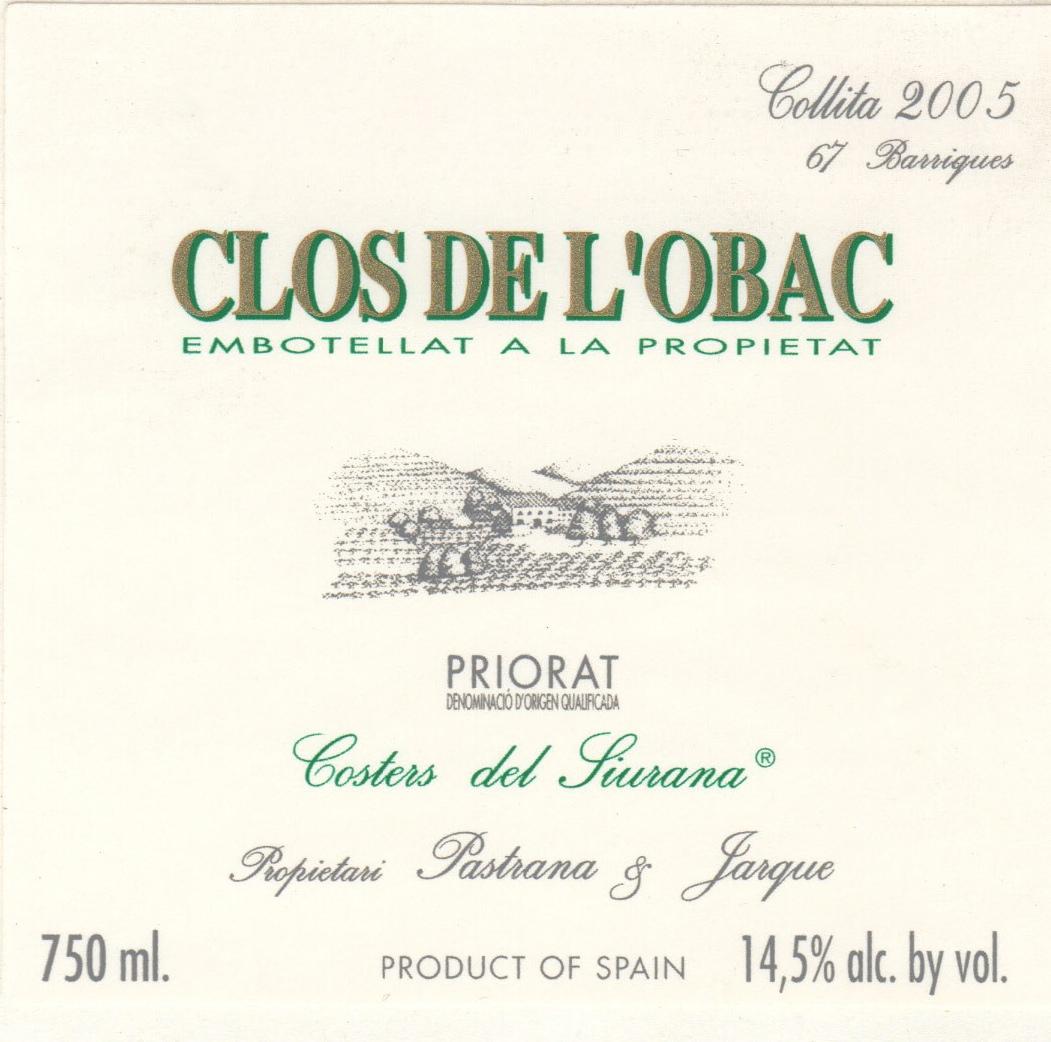 Collita 2005
67 Barriques
CLOS DE L'OBAC
EMBOTELLAT A LA PROPIETAT
PRIORAT
DENOMINACIÓ D'ORIGEN QUALIFICADA
Costers del Siurana®
Propietari Pastrana & Jarque
750 ml. PRODUCT OF SPAIN 14,5% alc. by vol.